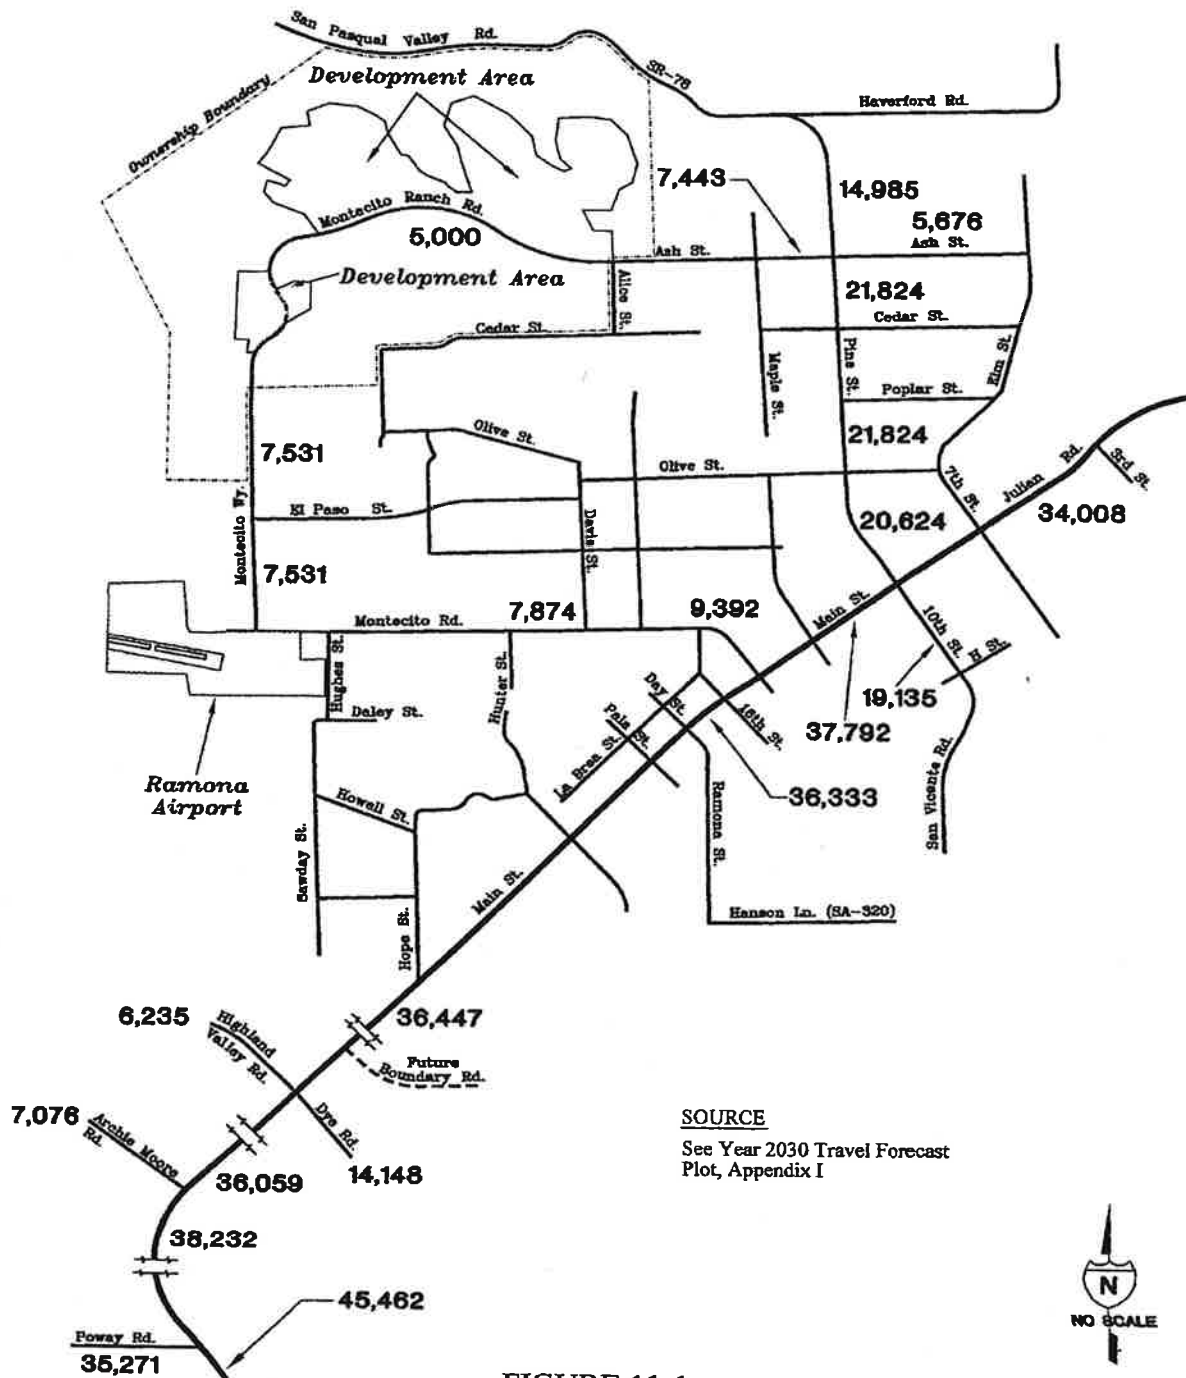 San Pasqual Valley Rd.
SR-78
Haverford Rd.
Development Area
Ownership Boundary
7,443
14,985
5,676
Ash St.
Montecito Ranch Rd.
5,000
Ash St.
Development Area
Alice St.
21,824
Cedar St.
Cedar St.
Maple St.
Pine St.
Elm St.
Poplar St.
Olive St.
21,824
7,531
Olive St.
Julian Rd.
3rd St.
7th St.
El Paso St.
Montecito Wy.
Davis St.
20,624
34,008
7,531
7,874
9,392
Montecito Rd.
Main St.
10th St.
H St.
Hughes St.
Hunter St.
Day St.
16th St.
19,135
Daley St.
Pala St.
37,792
La Brea St.
San Vicente Rd.
Ramona
Airport
36,333
Howell St.
Ramona St.
Sawday St.
Main St.
Hanson Ln. (SA-320)
Hope St.
6,235
Highland
Valley Rd.
36,447
Future
Boundary Rd.
7,076
Archie Moore
Rd.
Dye Rd.
36,059
14,148
SOURCE
See Year 2030 Travel Forecast
Plot, Appendix I
38,232
45,462
N
NO SCALE
Poway Rd.
35,271